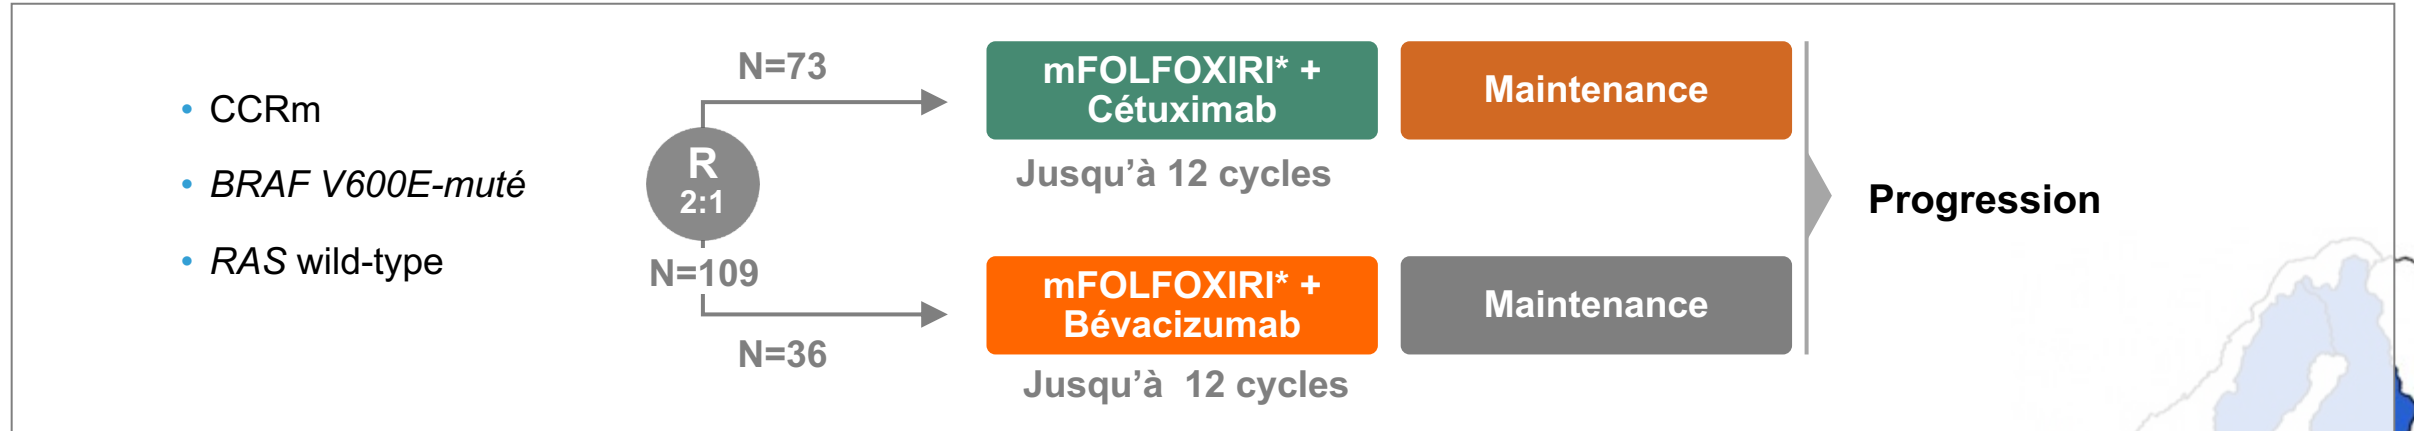 • CCRm
• BRAF V600E-muté
• RAS wild-type
R
2:1
N=109
N=73
mFOLFOXIRI* +
Cétuximab
Maintenance
Jusqu’à 12 cycles
N=36
mFOLFOXIRI* +
Bévacizumab
Maintenance
Jusqu’à  12 cycles
Progression